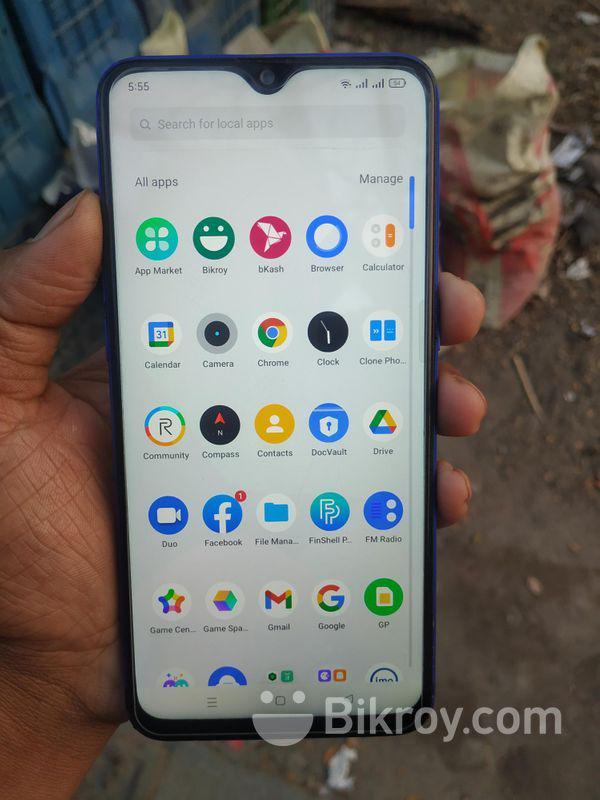 5:55
54
Search for local apps
All apps
Manage
App Market
Bikroy
bKash
Browser
Calculator
31
Calendar
Camera
Chrome
Clock
Clone Pho...
R
N
Community
Compass
Contacts
DocVault
Drive
1
Duo
Facebook
File Mana...
FinShell P...
FM Radio
Game Cen...
Game Spa...
Gmail
Google
GP
imo
Bikroy.com